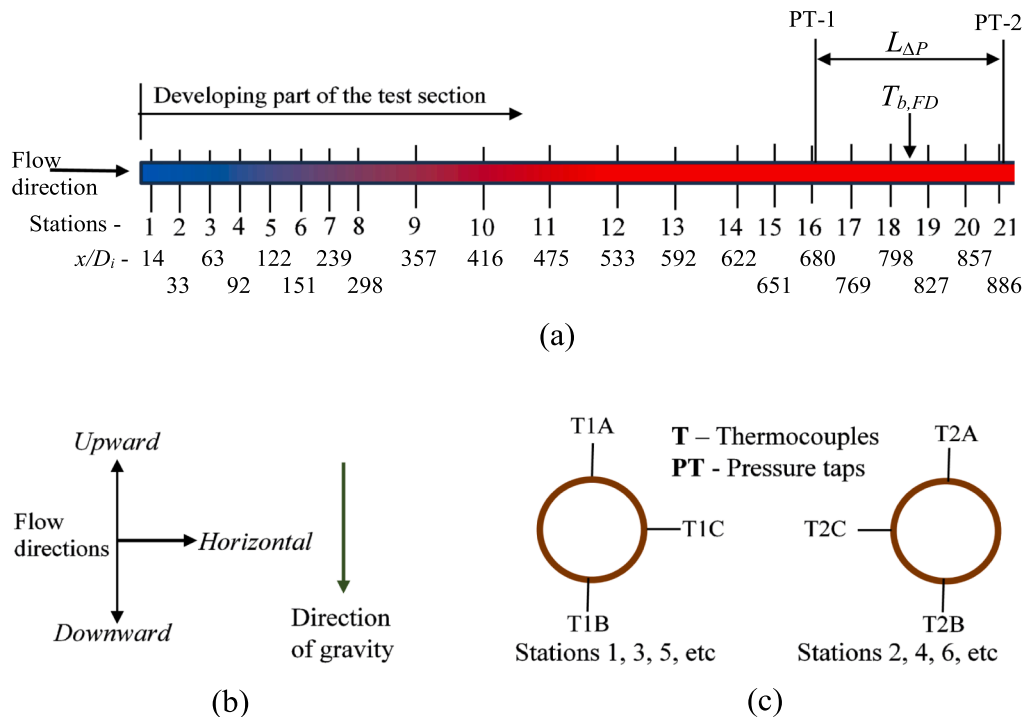 PT-1
PT-2
L_ΔP
Developing part of the test section
T_b,FD
Flow
direction
Stations - 1 2 3 4 5 6 7 8 9 10 11 12 13 14 15 16 17 18 19 20 21
x/D_i - 14 63 122 239 357 416 475 533 592 622 680 798 857
33 92 151 298 651 769 827 886
(a)
Upward
Flow
directions
Horizontal
Downward
Direction
of gravity
(b)
T1A
T – Thermocouples
PT - Pressure taps
T2A
T1C
T2C
T1B
T2B
Stations 1, 3, 5, etc
Stations 2, 4, 6, etc
(c)